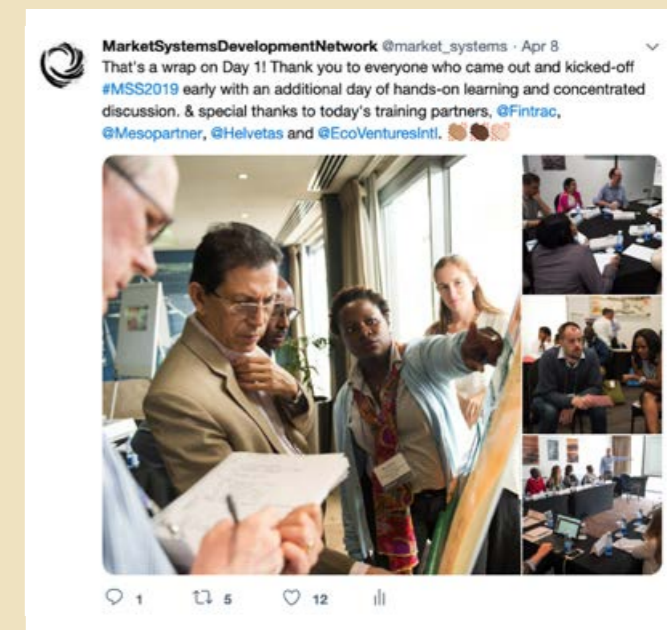 MarketSystemsDevelopmentNetwork @market_systems · Apr 8
That's a wrap on Day 1! Thank you to everyone who came out and kicked-off
#MSS2019 early with an additional day of hands-on learning and concentrated
discussion. & special thanks to today's training partners, @Fintrac,
@Mesopartner, @Helvetas and @EcoVenturesIntl. 👏🏽👏🏿👏🏻
1 5 12